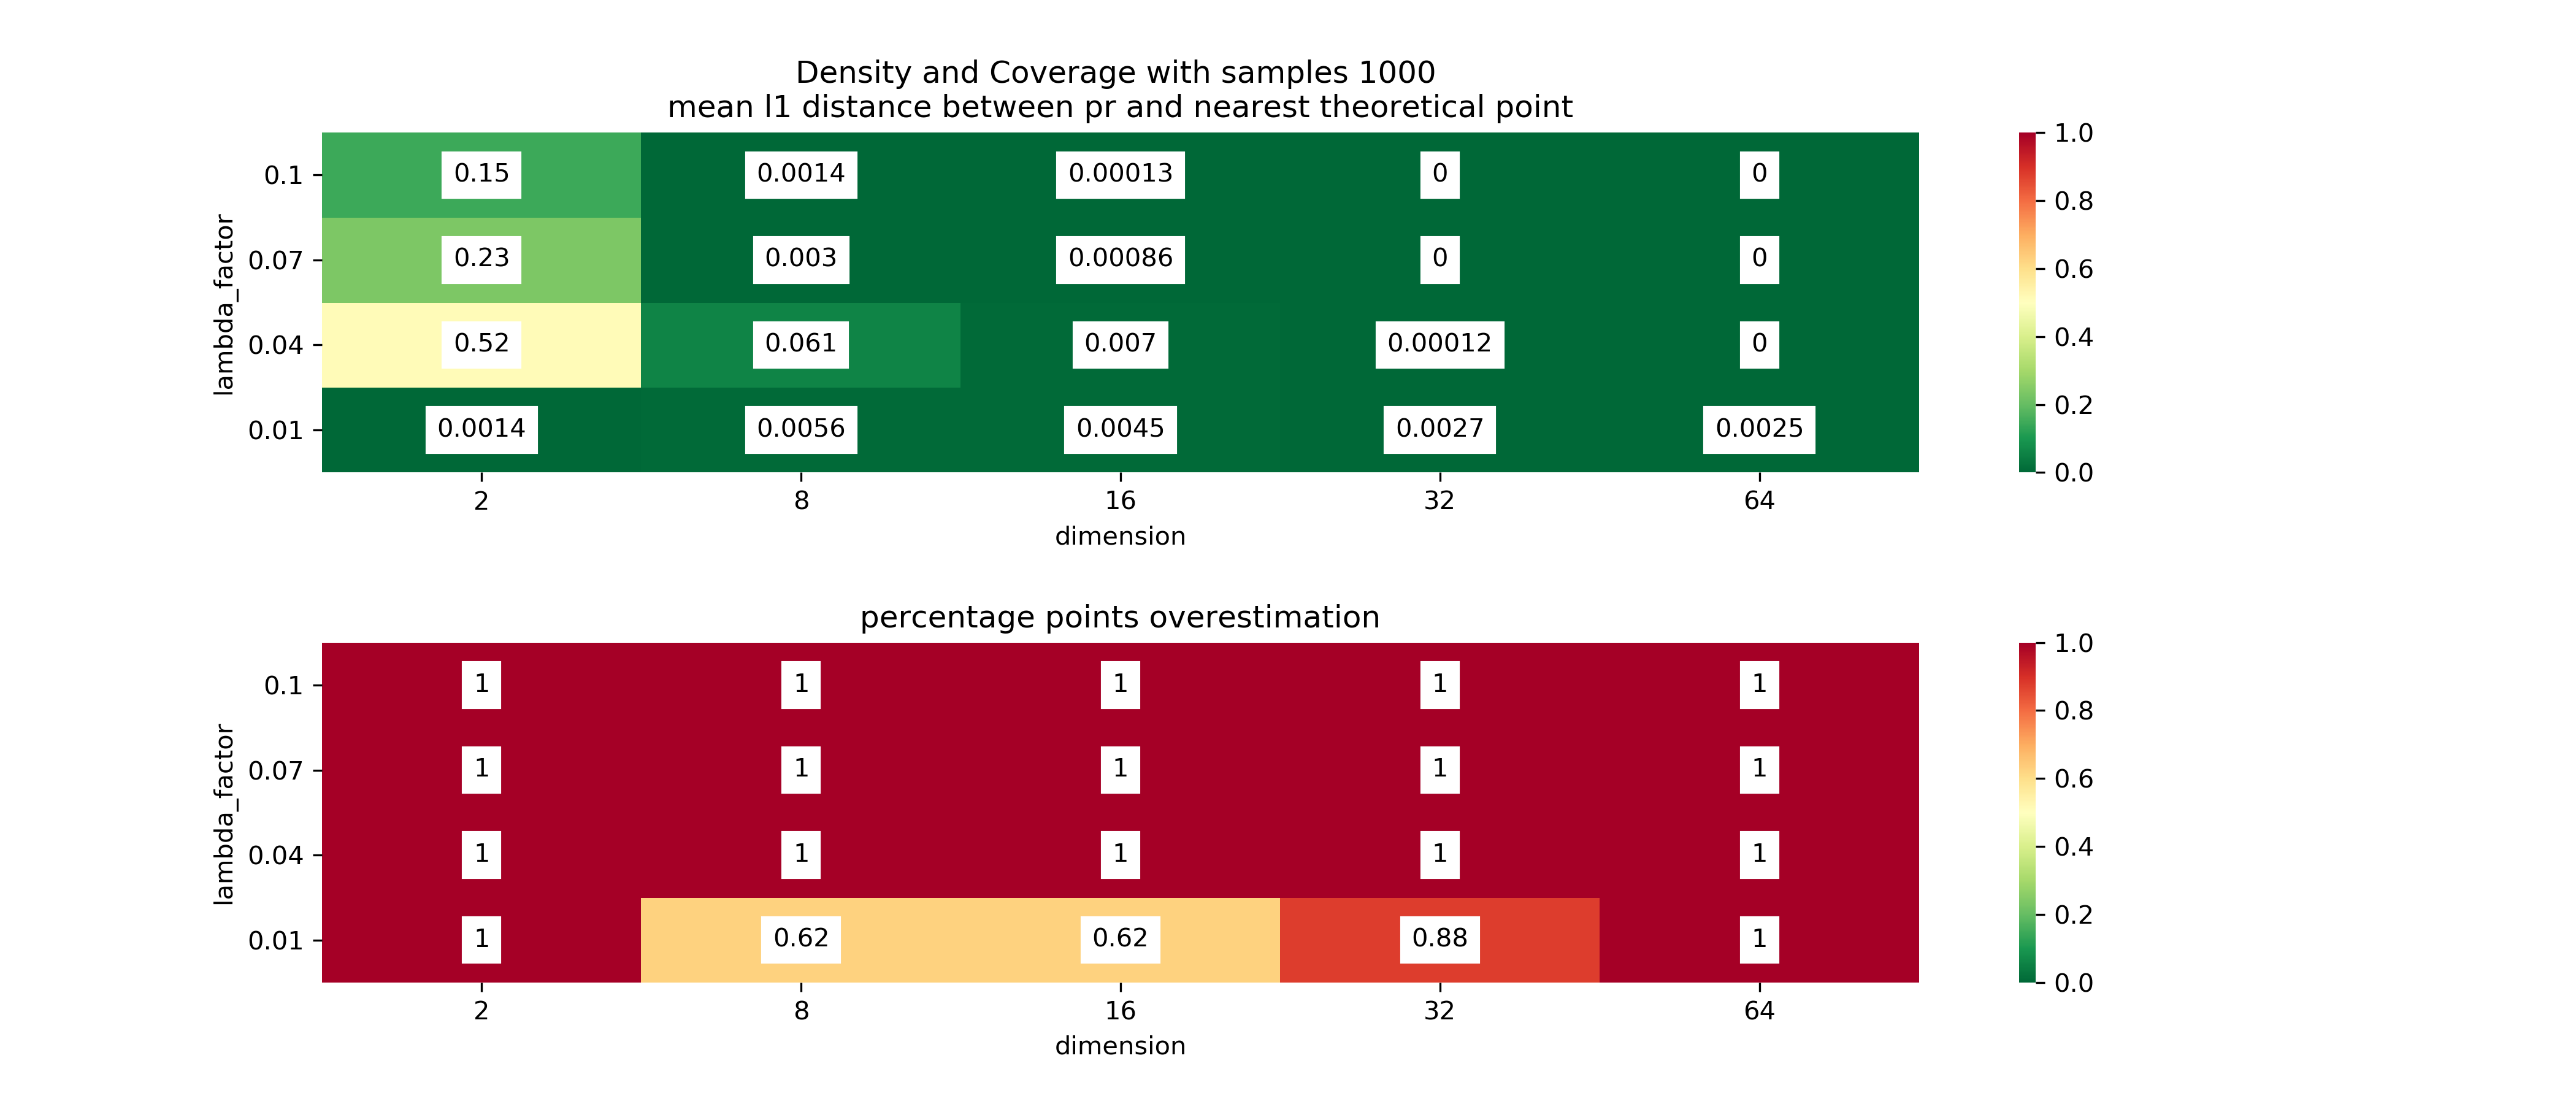 Density and Coverage with samples 1000
mean l1 distance between pr and nearest theoretical point
lambda_factor
0.1 0.15 0.0014 0.00013 0 0
0.07 0.23 0.003 0.00086 0 0
0.04 0.52 0.061 0.007 0.00012 0
0.01 0.0014 0.0056 0.0045 0.0027 0.0025
2 8 16 32 64
dimension
1.0
0.8
0.6
0.4
0.2
0.0
percentage points overestimation
lambda_factor
0.1 1 1 1 1 1
0.07 1 1 1 1 1
0.04 1 1 1 1 1
0.01 1 0.62 0.62 0.88 1
2 8 16 32 64
dimension
1.0
0.8
0.6
0.4
0.2
0.0